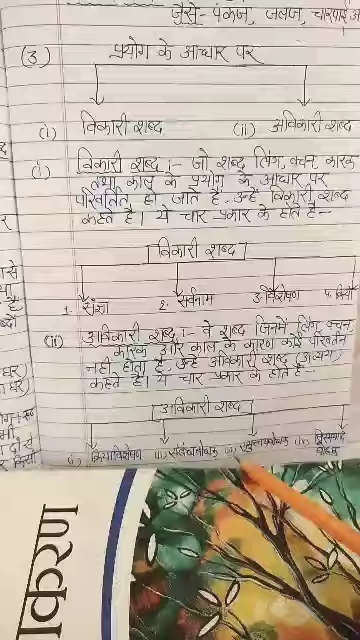 जैसे- पंकज, जलज, चारपाई
(3) प्रयोग के आधार पर
(i) विकारी शब्द (ii) अविकारी शब्द
(i) विकारी शब्द :- जो शब्द लिंग, वचन, कारक
तथा काल के प्रयोग के आधार पर
परिवर्तित हो जाते है, उन्हें विकारी शब्द
कहते है। ये चार प्रकार के होते है--
विकारी शब्द
1. संज्ञा 2. सर्वनाम 3. विशेषण 4. क्रिया
(ii) अविकारी शब्द :- वे शब्द जिनमें लिंग, वचन,
कारक और काल के कारण कोई परिवर्तन
नही होता है, उन्हें अविकारी शब्द (अव्यय)
कहते है। ये चार प्रकार के होते है--
अविकारी शब्द
(i) क्रियाविशेषण (ii) संबंधबोधक (iii) समुच्चयबोधक (iv)
करण